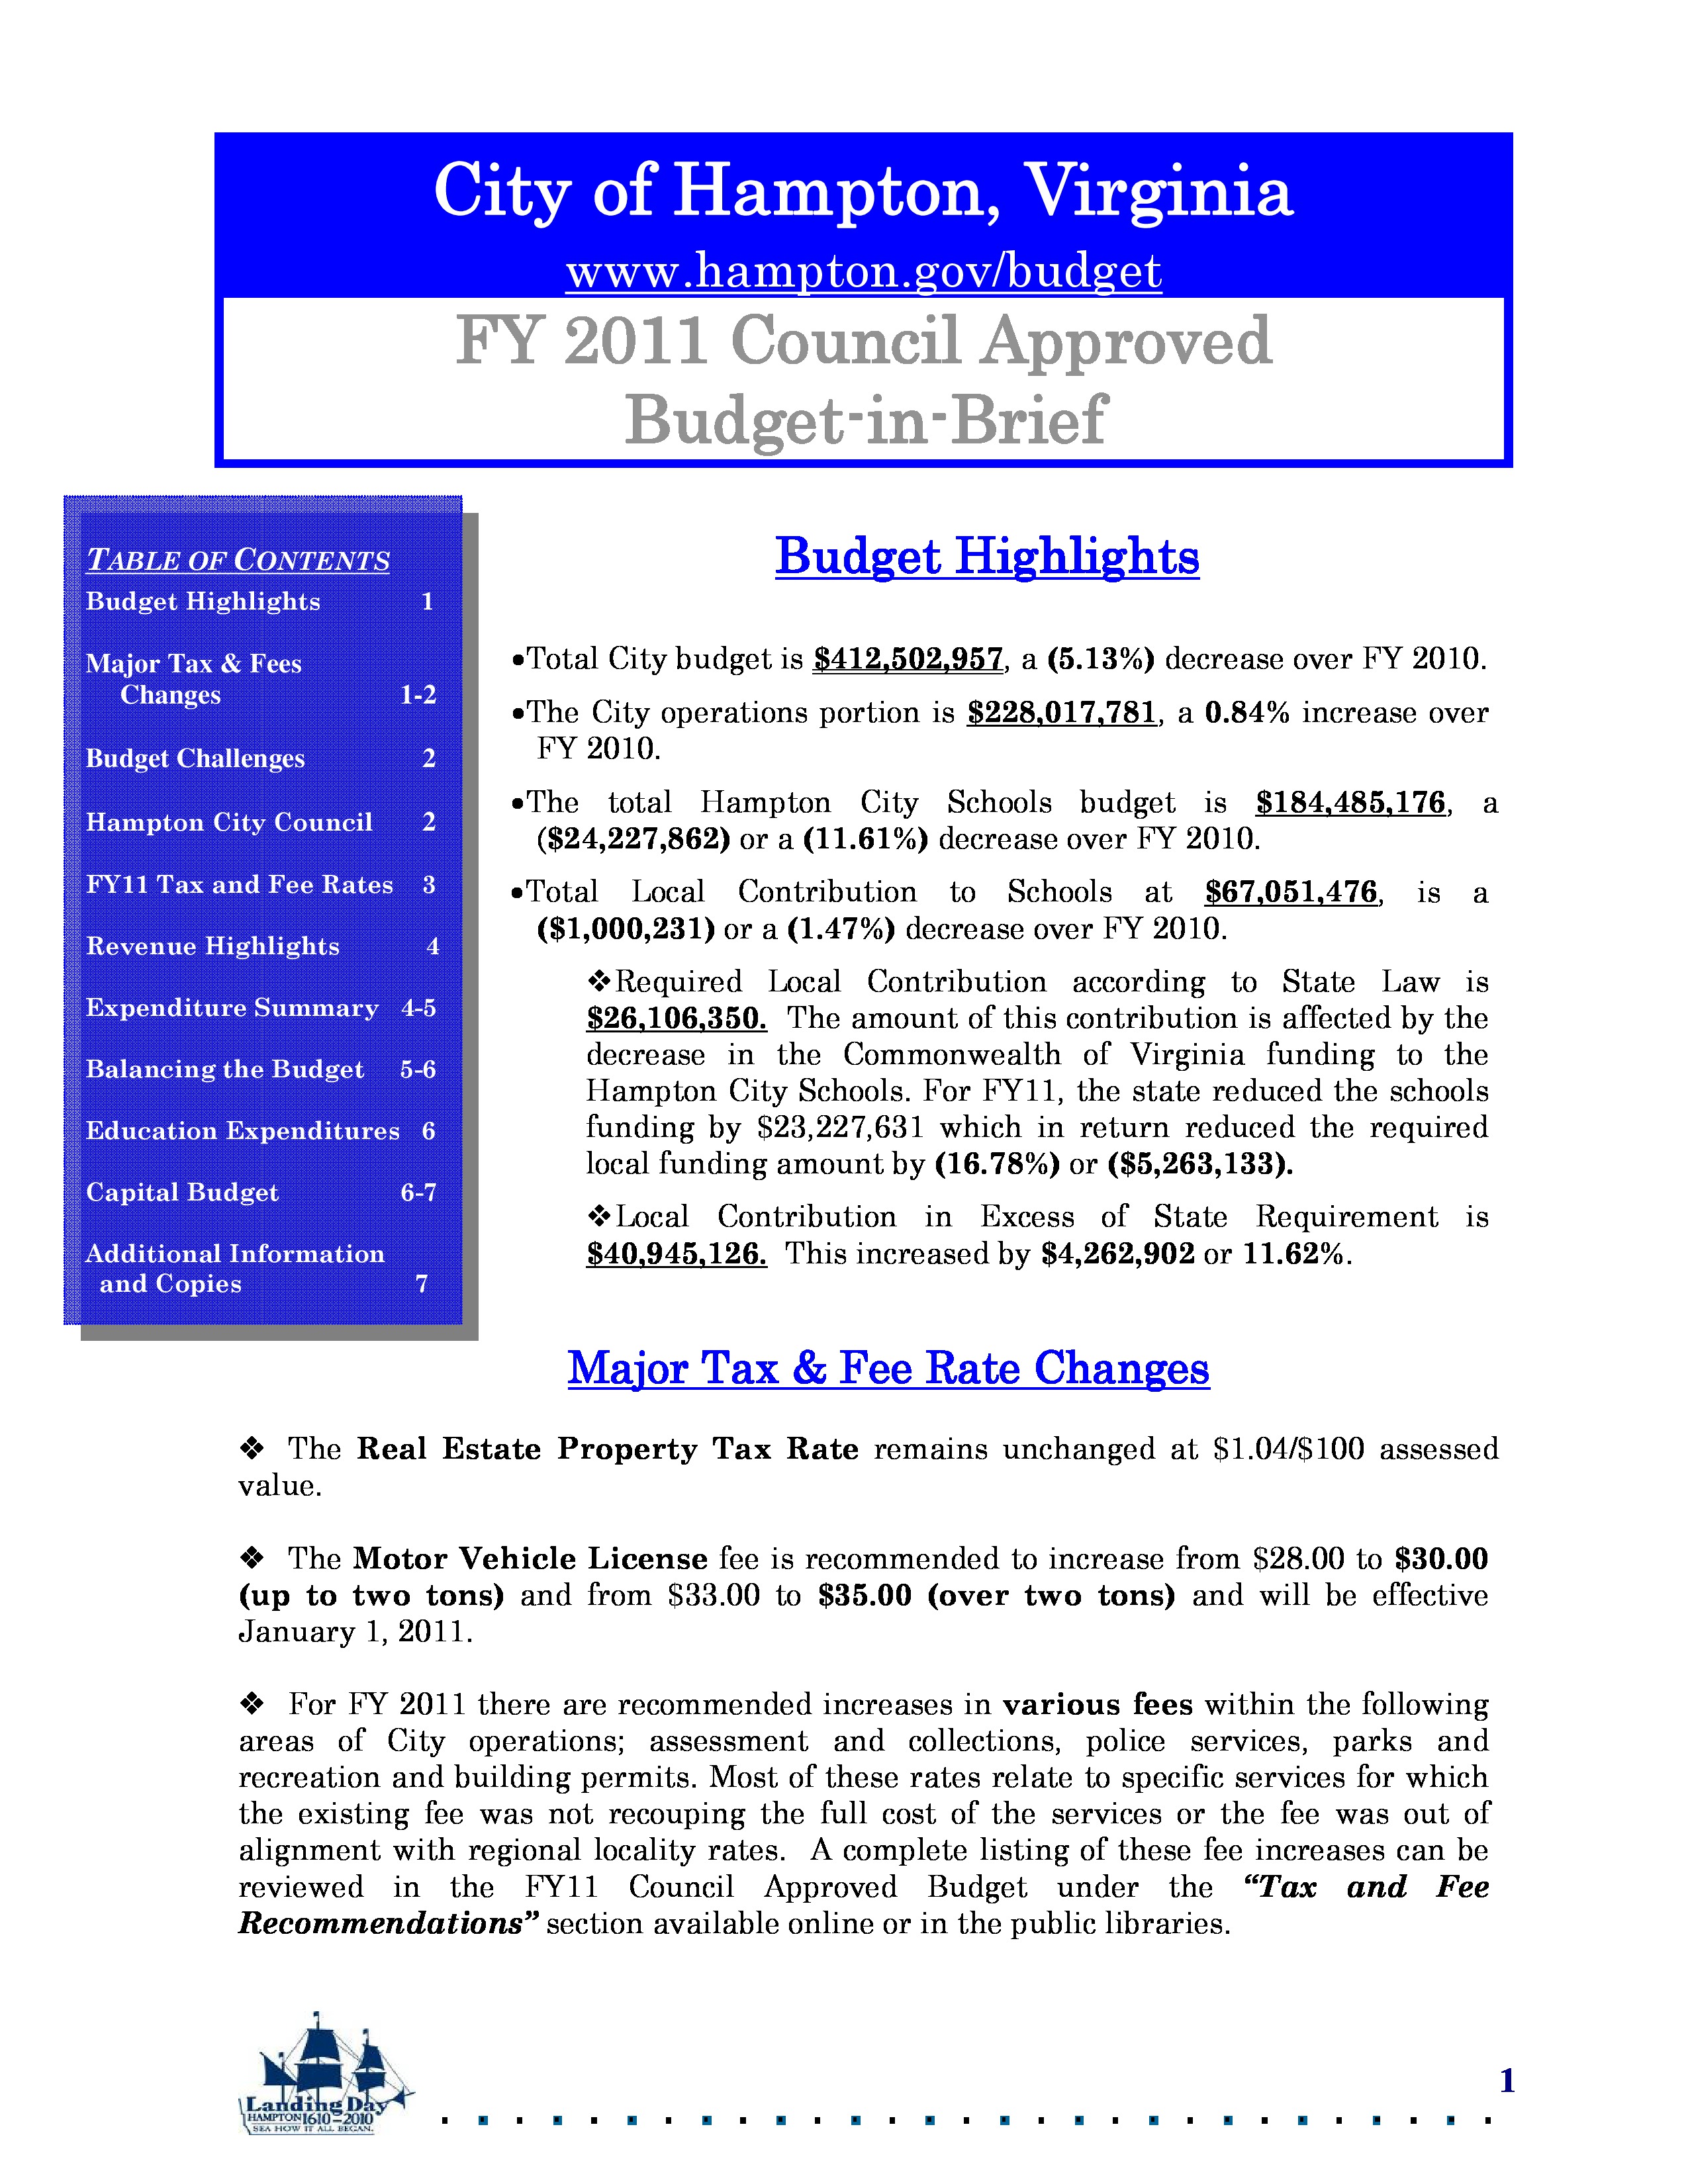 City of Hampton, Virginia
www.hampton.gov/budget
FY 2011 Council Approved
Budget-in-Brief
TABLE OF CONTENTS
Budget Highlights 1
Major Tax & Fees
Changes 1-2
Budget Challenges 2
Hampton City Council 2
FY11 Tax and Fee Rates 3
Revenue Highlights 4
Expenditure Summary 4-5
Balancing the Budget 5-6
Education Expenditures 6
Capital Budget 6-7
Additional Information
and Copies 7
Budget Highlights
•Total City budget is $412,502,957, a (5.13%) decrease over FY 2010.
•The City operations portion is $228,017,781, a 0.84% increase over
FY 2010.
•The total Hampton City Schools budget is $184,485,176, a
($24,227,862) or a (11.61%) decrease over FY 2010.
•Total Local Contribution to Schools at $67,051,476, is a
($1,000,231) or a (1.47%) decrease over FY 2010.
❖Required Local Contribution according to State Law is
$26,106,350. The amount of this contribution is affected by the
decrease in the Commonwealth of Virginia funding to the
Hampton City Schools. For FY11, the state reduced the schools
funding by $23,227,631 which in return reduced the required
local funding amount by (16.78%) or ($5,263,133).
❖Local Contribution in Excess of State Requirement is
$40,945,126. This increased by $4,262,902 or 11.62%.
Major Tax & Fee Rate Changes
❖ The Real Estate Property Tax Rate remains unchanged at $1.04/$100 assessed
value.
❖ The Motor Vehicle License fee is recommended to increase from $28.00 to $30.00
(up to two tons) and from $33.00 to $35.00 (over two tons) and will be effective
January 1, 2011.
❖ For FY 2011 there are recommended increases in various fees within the following
areas of City operations; assessment and collections, police services, parks and
recreation and building permits. Most of these rates relate to specific services for which
the existing fee was not recouping the full cost of the services or the fee was out of
alignment with regional locality rates. A complete listing of these fee increases can be
reviewed in the FY11 Council Approved Budget under the “Tax and Fee
Recommendations” section available online or in the public libraries.
Landing Day
HAMPTON 1610–2010
SEA HOW IT ALL BEGAN.
1